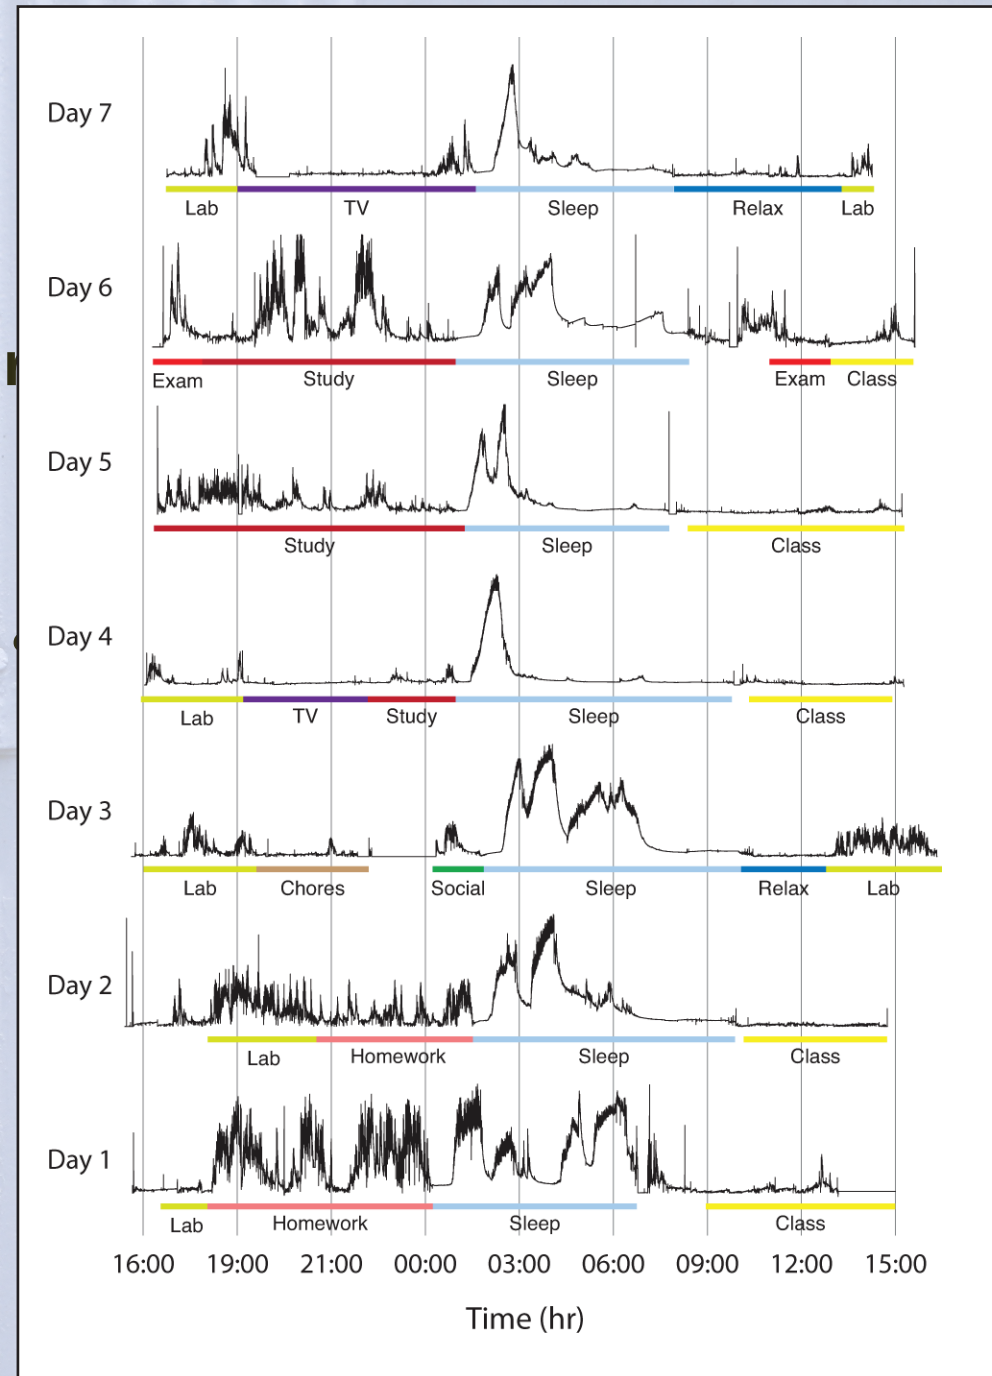 Day 7
Lab TV Sleep Relax Lab
Day 6
Exam Study Sleep Exam Class
Day 5
Study Sleep Class
Day 4
Lab TV Study Sleep Class
Day 3
Lab Chores Social Sleep Relax Lab
Day 2
Lab Homework Sleep Class
Day 1
Lab Homework Sleep Class
16:00 19:00 21:00 00:00 03:00 06:00 09:00 12:00 15:00
Time (hr)